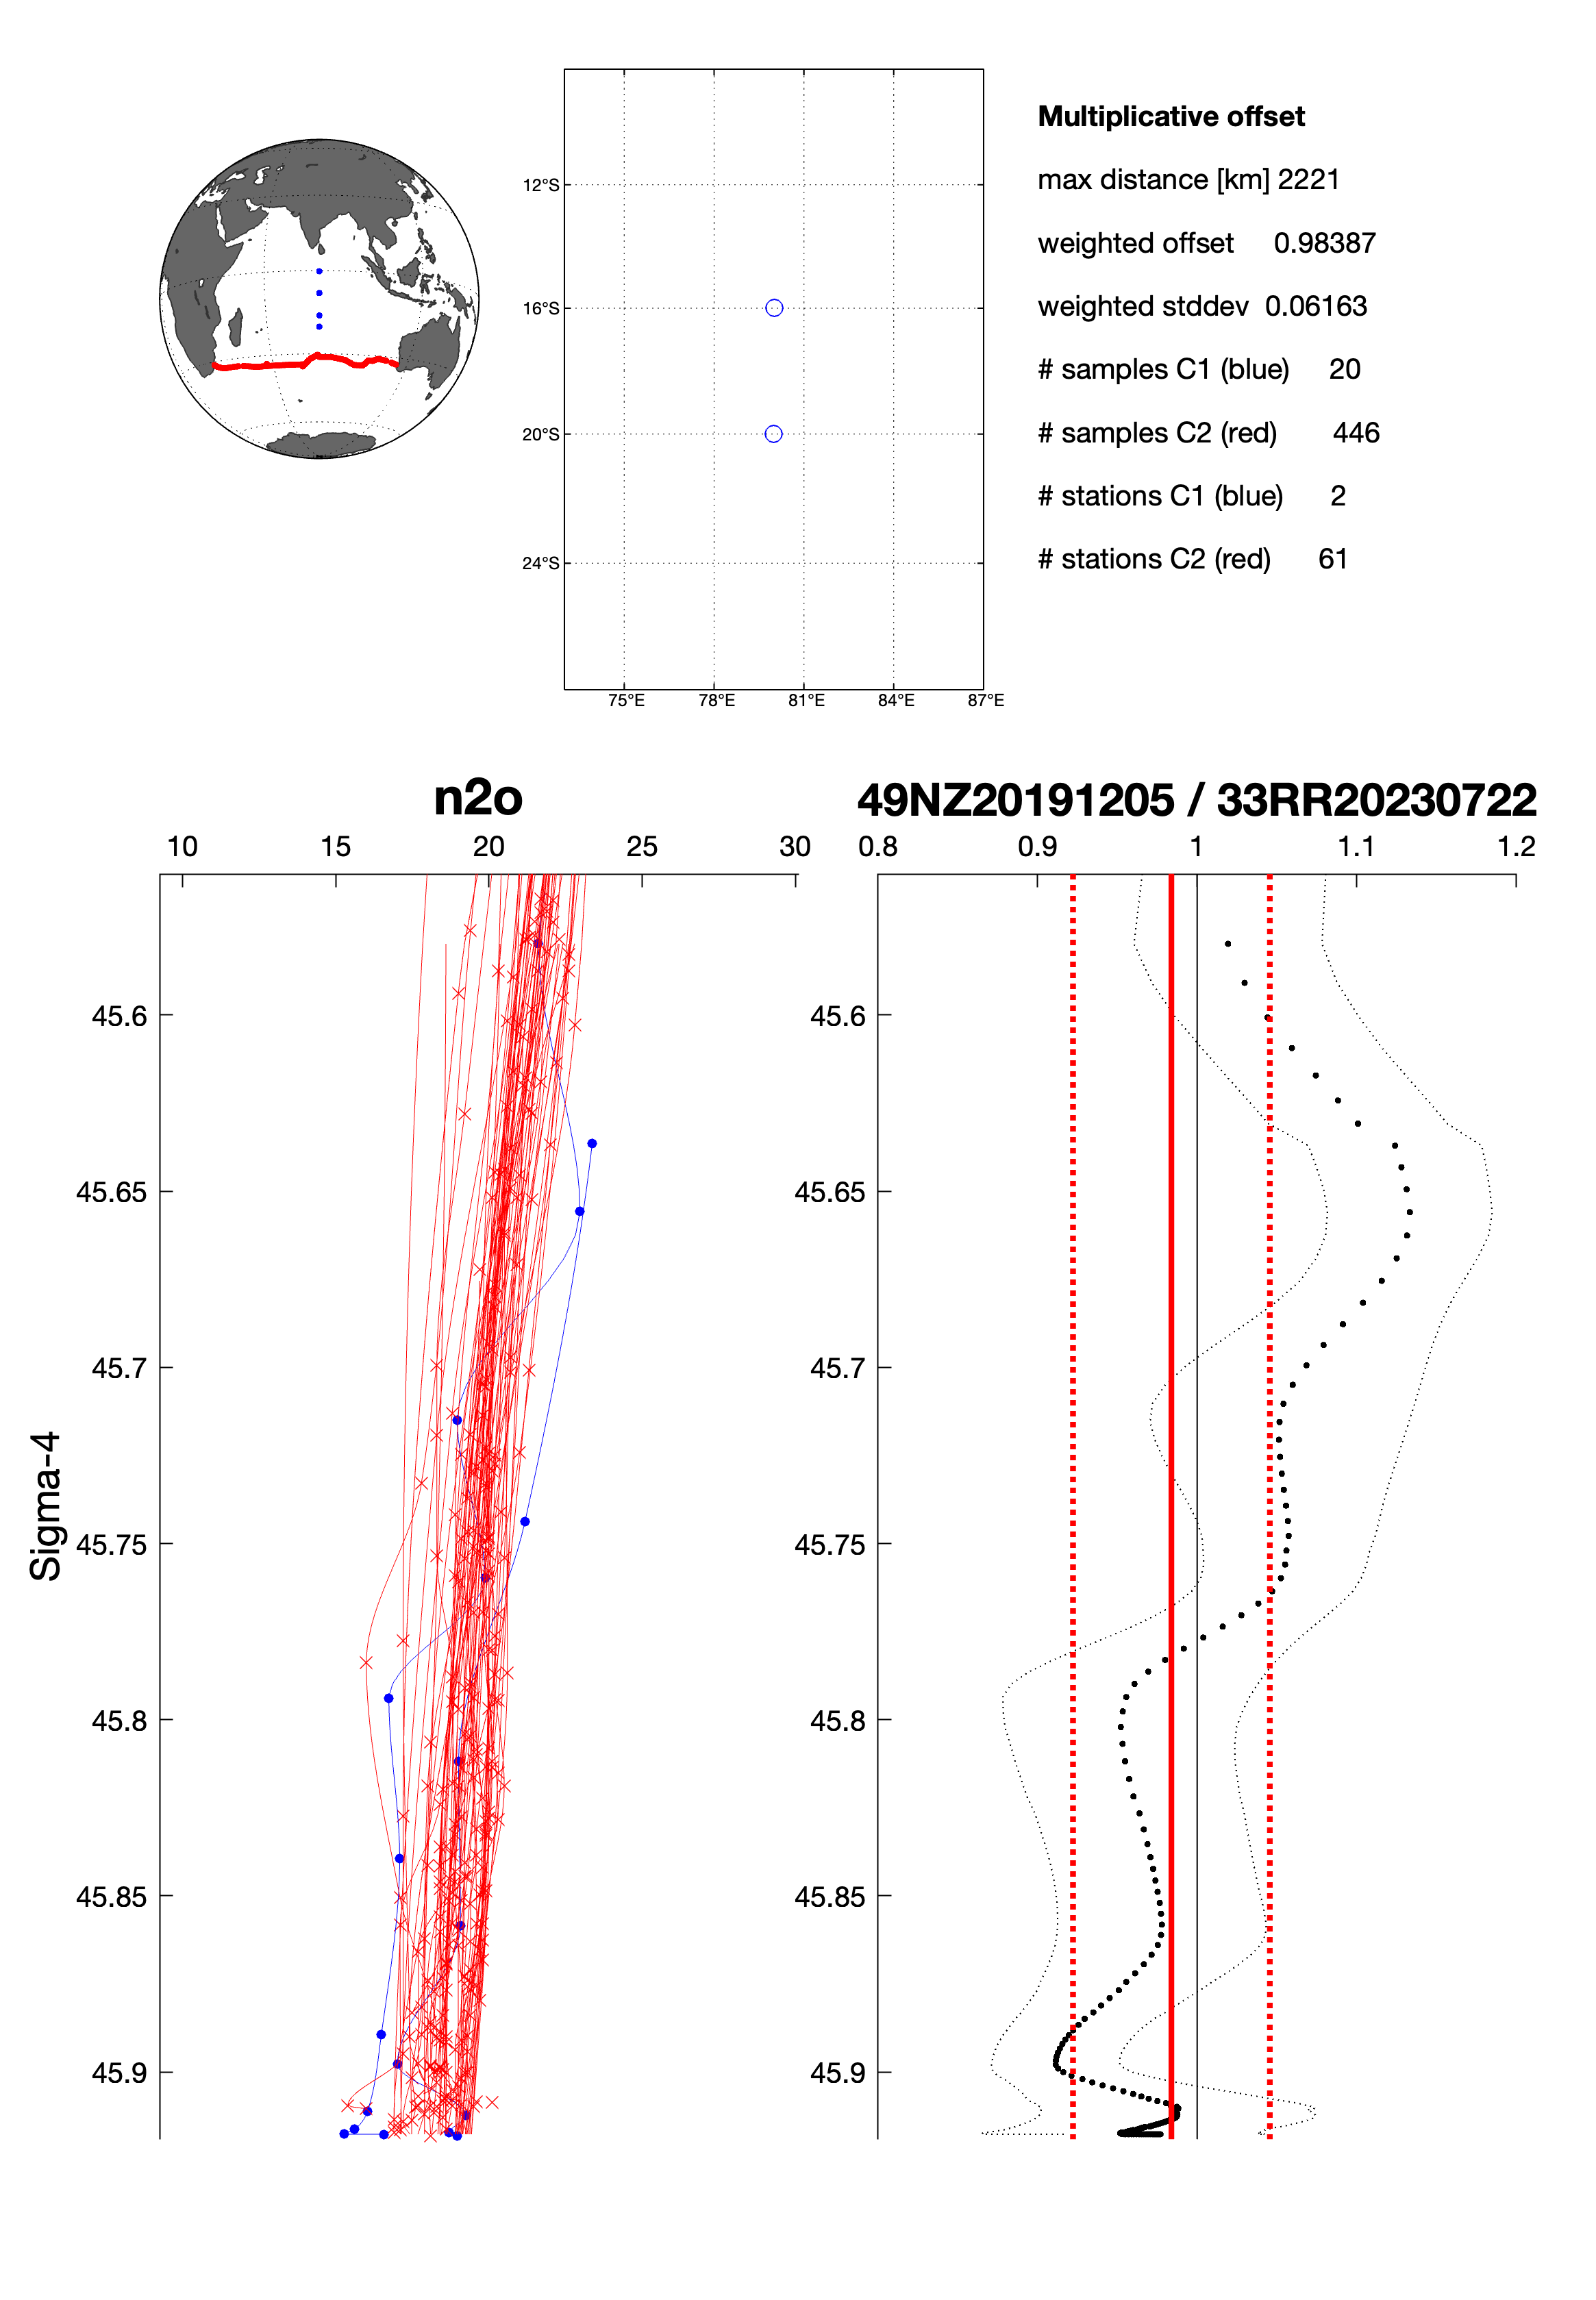 Multiplicative offset
max distance [km] 2221
weighted offset 0.98387
weighted stddev 0.06163
# samples C1 (blue) 20
# samples C2 (red) 446
# stations C1 (blue) 2
# stations C2 (red) 61
12°S
16°S
20°S
24°S
75°E 78°E 81°E 84°E 87°E
n2o
10 15 20 25 30
45.6
45.65
45.7
45.75
45.8
45.85
45.9
Sigma-4
49NZ20191205 / 33RR20230722
0.8 0.9 1 1.1 1.2
45.6
45.65
45.7
45.75
45.8
45.85
45.9